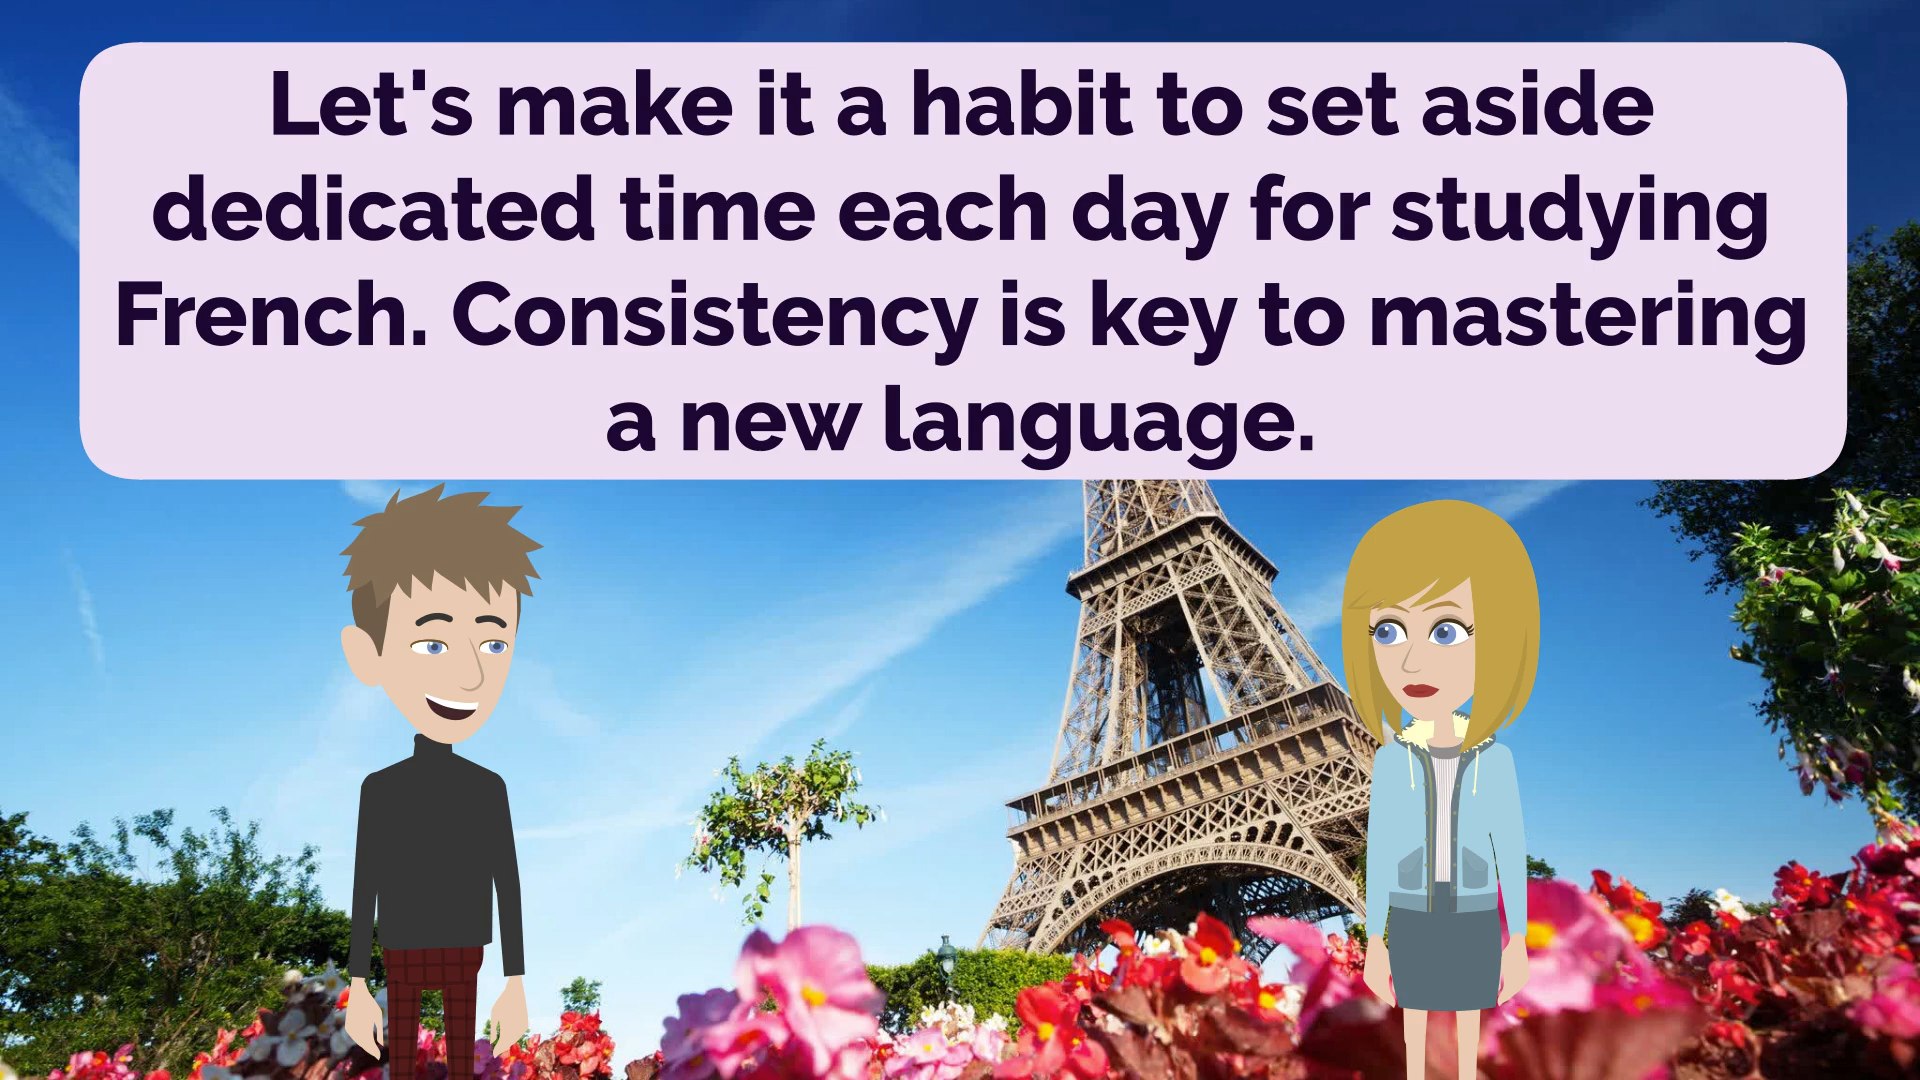 Let's make it a habit to set aside
dedicated time each day for studying
French. Consistency is key to mastering
a new language.